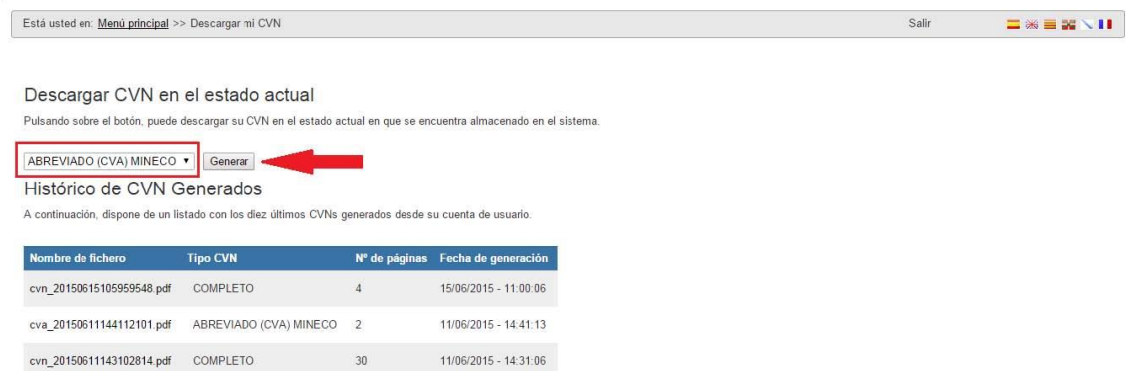 Está usted en: Menú principal >> Descargar mi CVN Salir
Descargar CVN en el estado actual
Pulsando sobre el botón, puede descargar su CVN en el estado actual en que se encuentra almacenado en el sistema.
ABREVIADO (CVA) MINECO Generar
Histórico de CVN Generados
A continuación, dispone de un listado con los diez últimos CVNs generados desde su cuenta de usuario.
Nombre de fichero Tipo CVN Nº de páginas Fecha de generación
cvn_20150615105959548.pdf COMPLETO 4 15/06/2015 - 11:00:06
cva_20150611144112101.pdf ABREVIADO (CVA) MINECO 2 11/06/2015 - 14:41:13
cvn_20150611143102814.pdf COMPLETO 30 11/06/2015 - 14:31:06